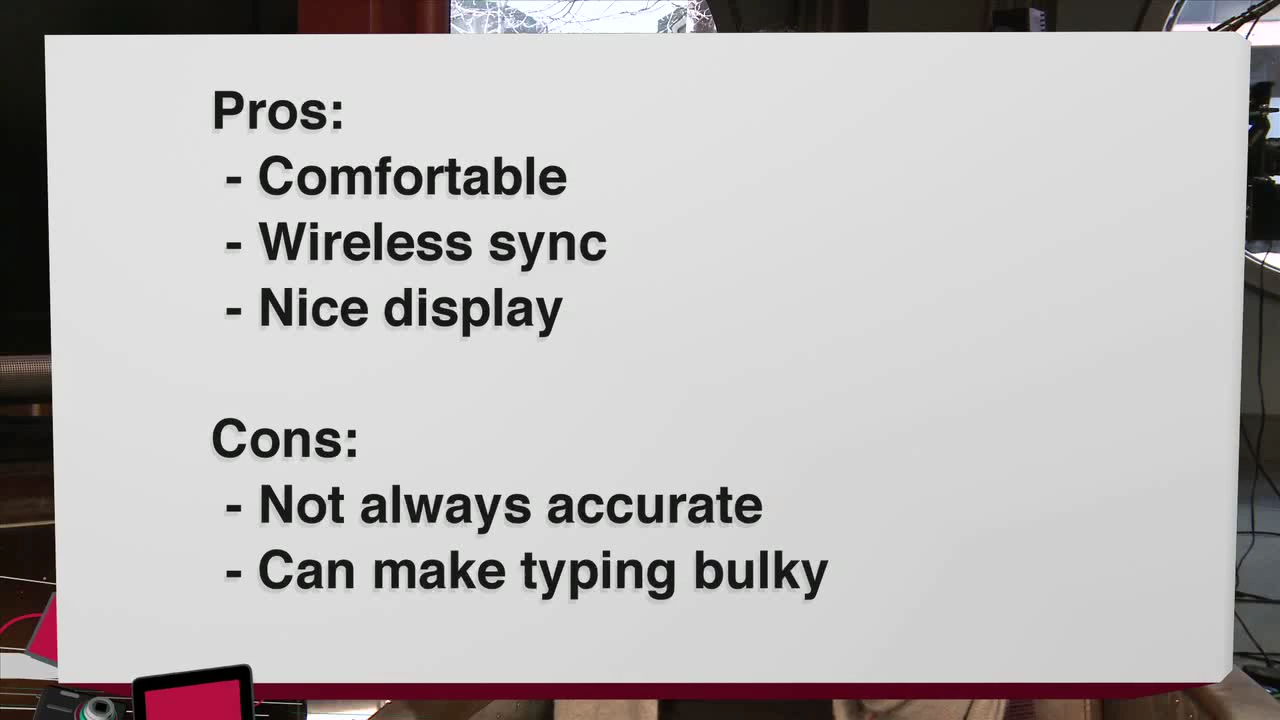 Pros:
- Comfortable
- Wireless sync
- Nice display
Cons:
- Not always accurate
- Can make typing bulky